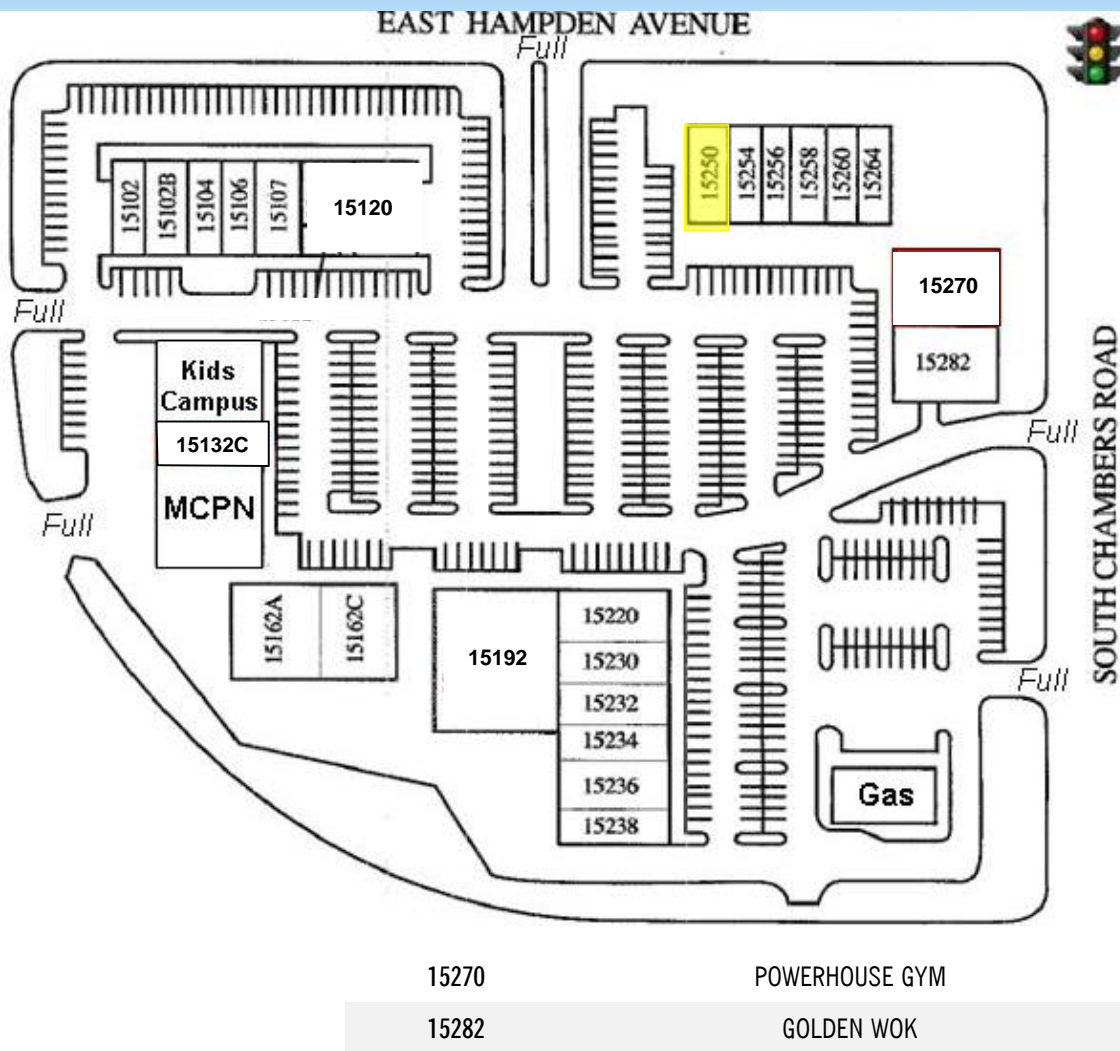 EAST HAMPDEN AVENUE
Full
15102
15102B
15104
15106
15107
15120
15250
15254
15256
15258
15260
15264
15270
15282
Full
Kids
Campus
15132C
MCPN
Full
Full
SOUTH CHAMBERS ROAD
15162A
15162C
15192
15220
15230
15232
15234
15236
15238
Full
Gas
15270 POWERHOUSE GYM
15282 GOLDEN WOK